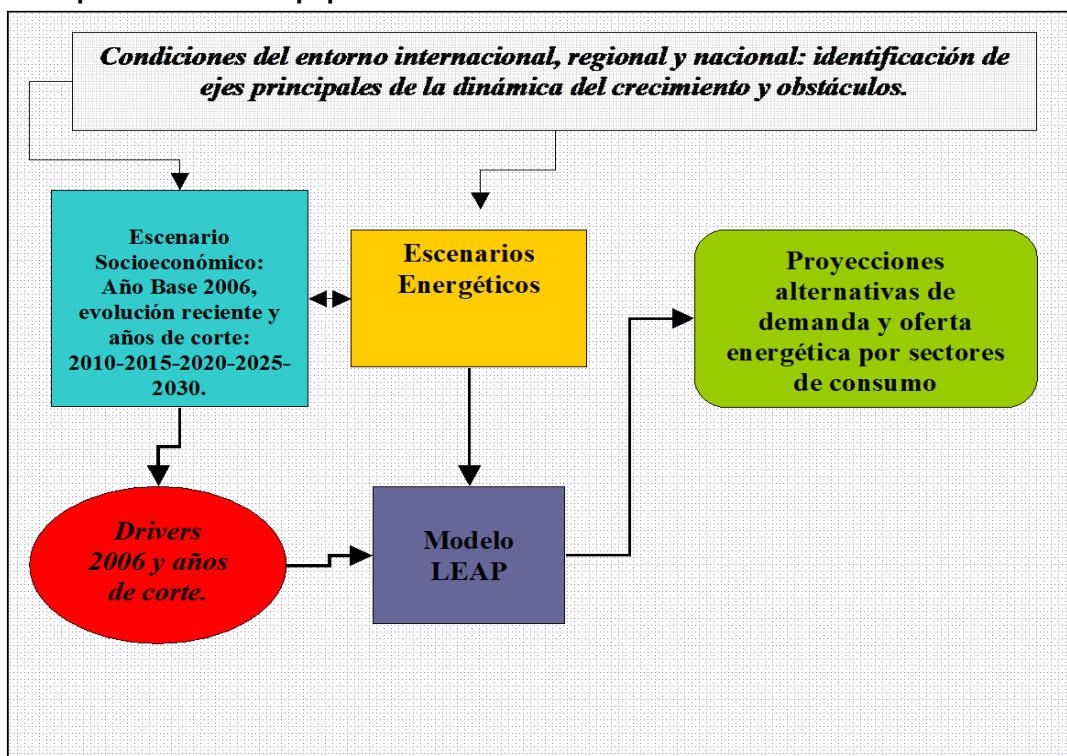 Condiciones del entorno internacional, regional y nacional: identificación de
ejes principales de la dinámica del crecimiento y obstáculos.
Escenario
Socioeconómico:
Año Base 2006,
evolución reciente y
años de corte:
2010-2015-2020-2025-
2030.
Escenarios
Energéticos
Proyecciones
alternativas de
demanda y oferta
energética por sectores
de consumo
Drivers
2006 y años
de corte.
Modelo
LEAP